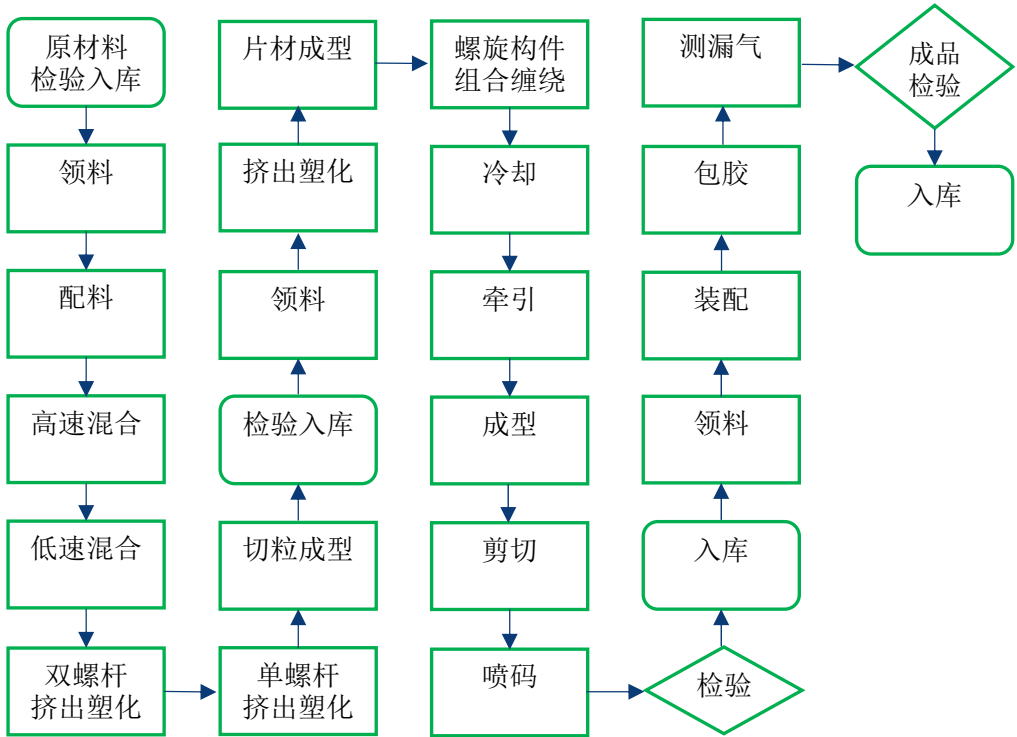 原材料
检验入库
领料
配料
高速混合
低速混合
双螺杆
挤出塑化
单螺杆
挤出塑化
切粒成型
检验入库
领料
挤出塑化
片材成型
螺旋构件
组合缠绕
冷却
牵引
成型
剪切
喷码
检验
入库
领料
装配
包胶
测漏气
成品
检验
入库